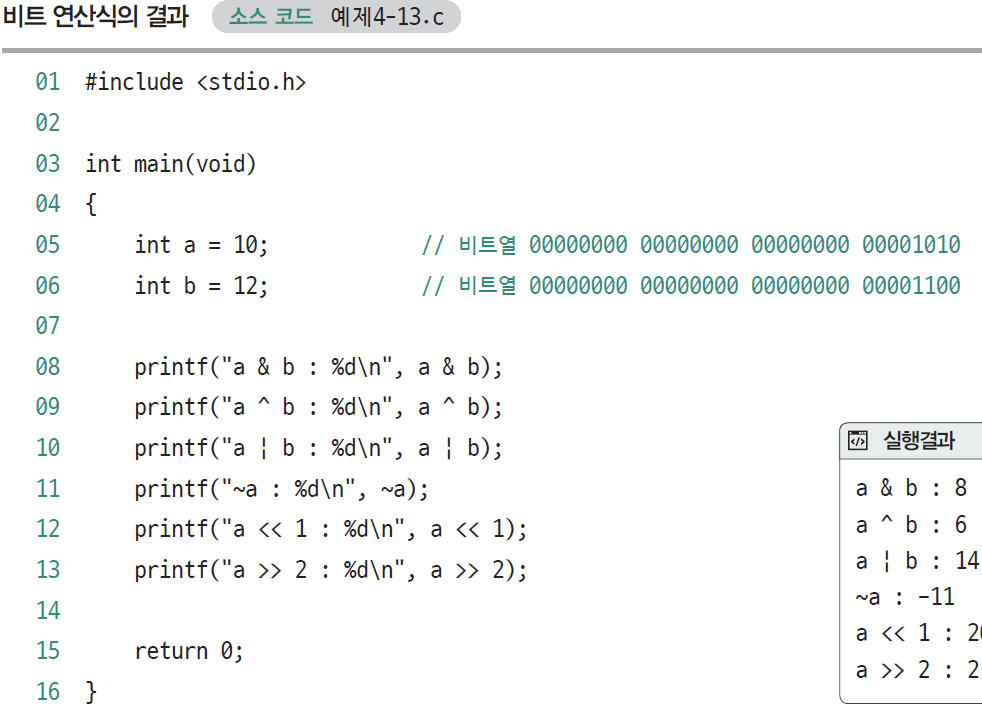 비트 연산식의 결과 소스 코드 예제4-13.c
01 #include <stdio.h>
02
03 int main(void)
04 {
05 int a = 10; // 비트열 00000000 00000000 00000000 00001010
06 int b = 12; // 비트열 00000000 00000000 00000000 00001100
07
08 printf("a & b : %d\n", a & b);
09 printf("a ^ b : %d\n", a ^ b);
10 printf("a ¦ b : %d\n", a ¦ b);
11 printf("~a : %d\n", ~a);
12 printf("a << 1 : %d\n", a << 1);
13 printf("a >> 2 : %d\n", a >> 2);
14
15 return 0;
16 }
실행결과
a & b : 8
a ^ b : 6
a ¦ b : 14
~a : -11
a << 1 : 20
a >> 2 : 2